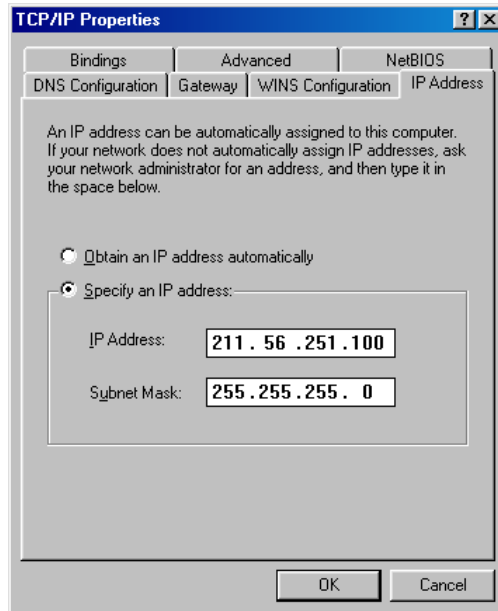 TCP/IP Properties
? X
Bindings Advanced NetBIOS
DNS Configuration Gateway WINS Configuration IP Address
An IP address can be automatically assigned to this computer.
If your network does not automatically assign IP addresses, ask
your network administrator for an address, and then type it in
the space below.
Obtain an IP address automatically
Specify an IP address:
IP Address: 211. 56 .251.100
Subnet Mask: 255.255.255. 0
OK Cancel